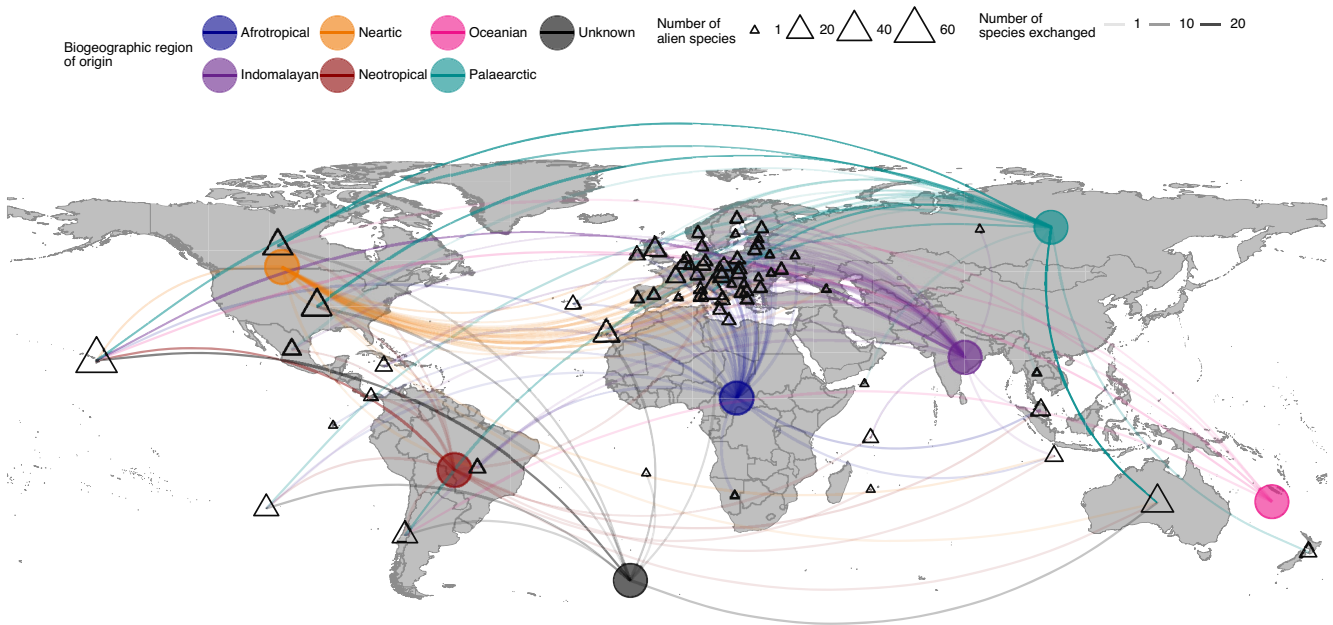 Biogeographic region
of origin
Afrotropical Neartic Oceanian Unknown
Indomalayan Neotropical Palaearctic
Number of
alien species
1 20 40 60
Number of
species exchanged
1 10 20